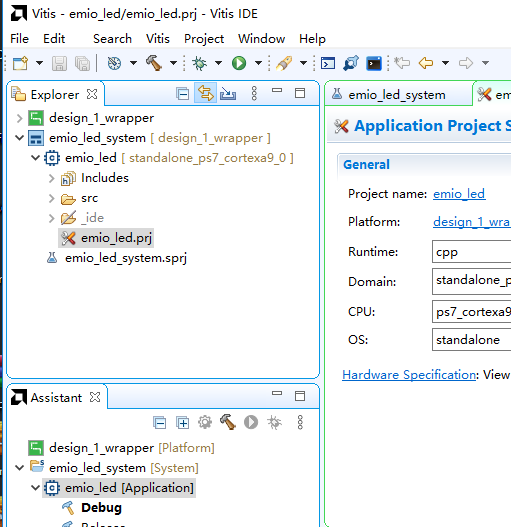 Vitis - emio_led/emio_led.prj - Vitis IDE
File Edit Search Vitis Project Window Help
Explorer
design_1_wrapper
emio_led_system [ design_1_wrapper ]
emio_led [ standalone_ps7_cortexa9_0 ]
Includes
src
_ide
emio_led.prj
emio_led_system.sprj
Assistant
design_1_wrapper [Platform]
emio_led_system [System]
emio_led [Application]
Debug
emio_led_system
Application Project S
General
Project name: emio_led
Platform: design_1_wra
Runtime: cpp
Domain: standalone_p
CPU: ps7_cortexa9
OS: standalone
Hardware Specification: View